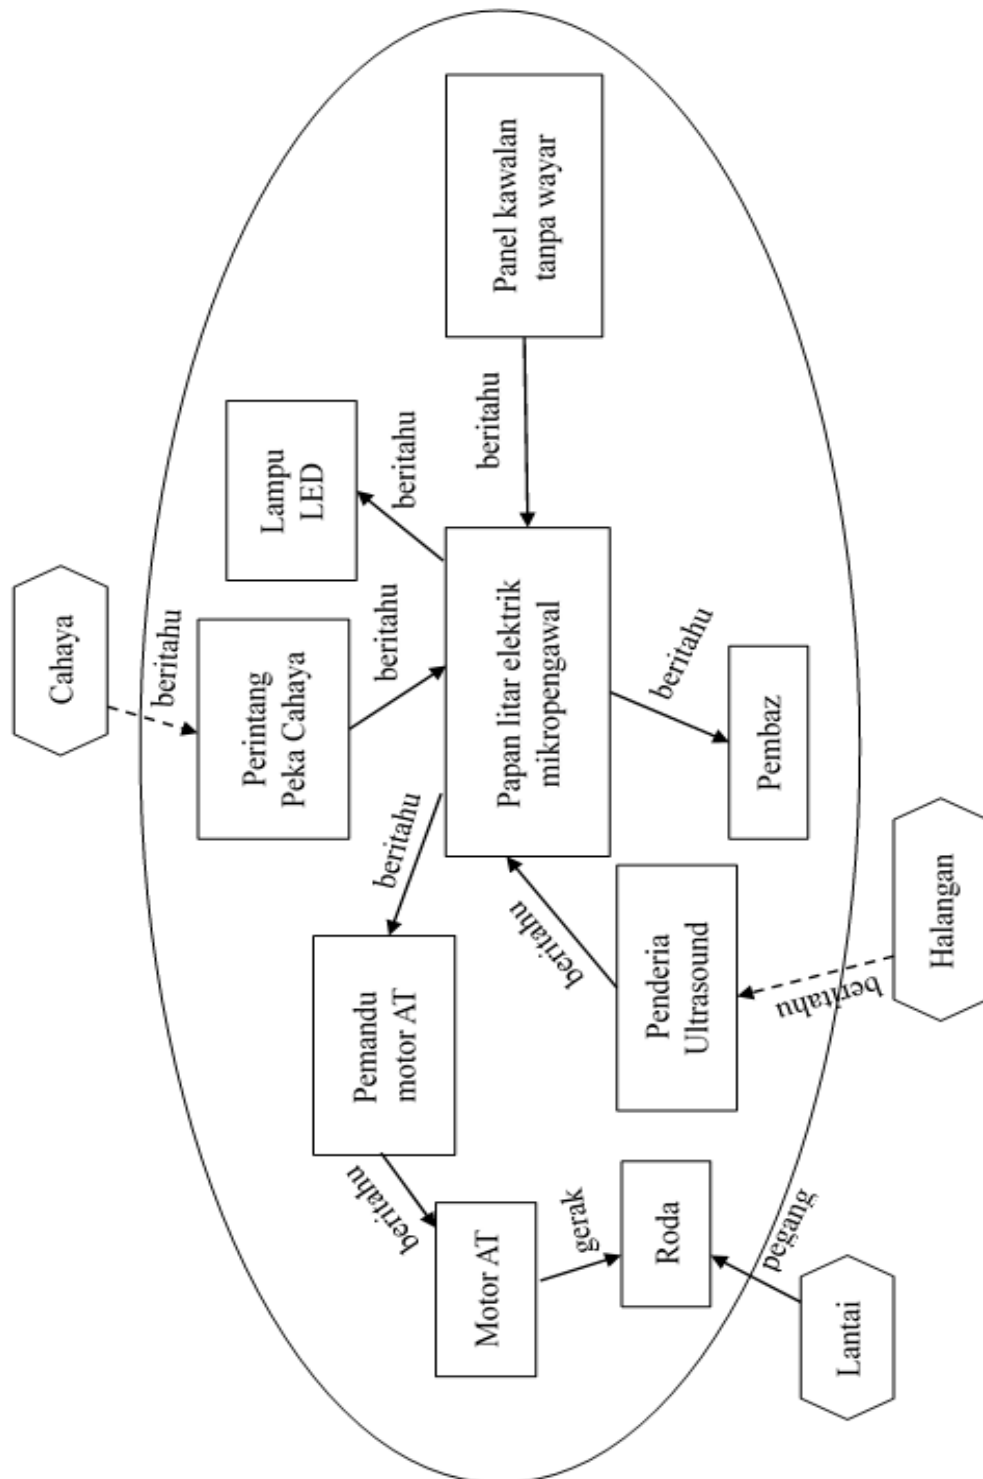 Cahaya
beritahu
Perintang
Peka Cahaya
beritahu
Lampu
LED
beritahu
Panel kawalan
tanpa wayar
beritahu
Papan litar elektrik
mikropengawal
beritahu
Pemandu
motor AT
beritahu
Motor AT
gerak
Roda
pegang
Lantai
beritahu
Penderia
Ultrasound
beritahu
Halangan
beritahu
Pembaz